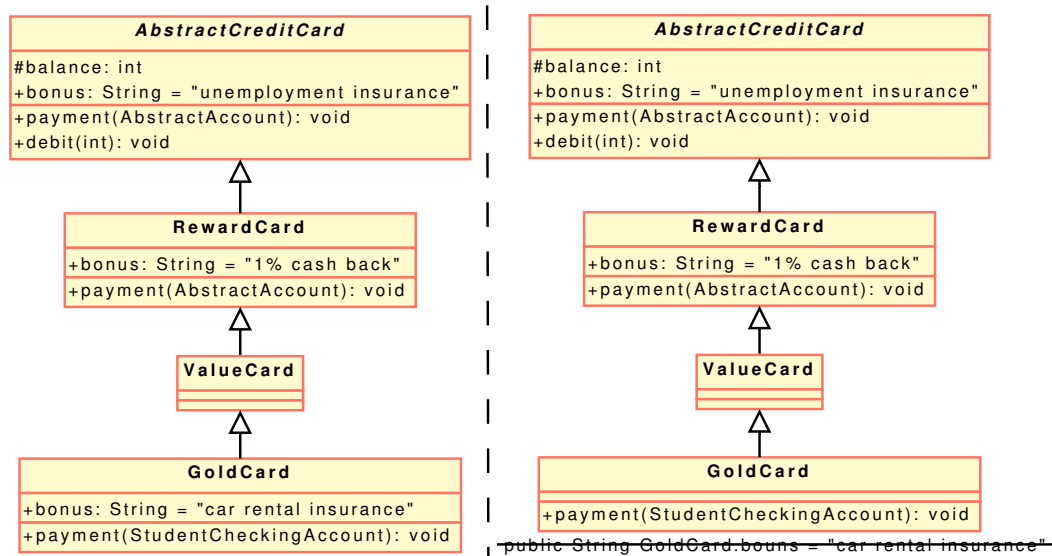 AbstractCreditCard
#balance: int
+bonus: String = "unemployment insurance"
+payment(AbstractAccount): void
+debit(int): void
RewardCard
+bonus: String = "1% cash back"
+payment(AbstractAccount): void
ValueCard
GoldCard
+bonus: String = "car rental insurance"
+payment(StudentCheckingAccount): void
AbstractCreditCard
#balance: int
+bonus: String = "unemployment insurance"
+payment(AbstractAccount): void
+debit(int): void
RewardCard
+bonus: String = "1% cash back"
+payment(AbstractAccount): void
ValueCard
GoldCard
+payment(StudentCheckingAccount): void
public String GoldCard.bouns = "car rental insurance"